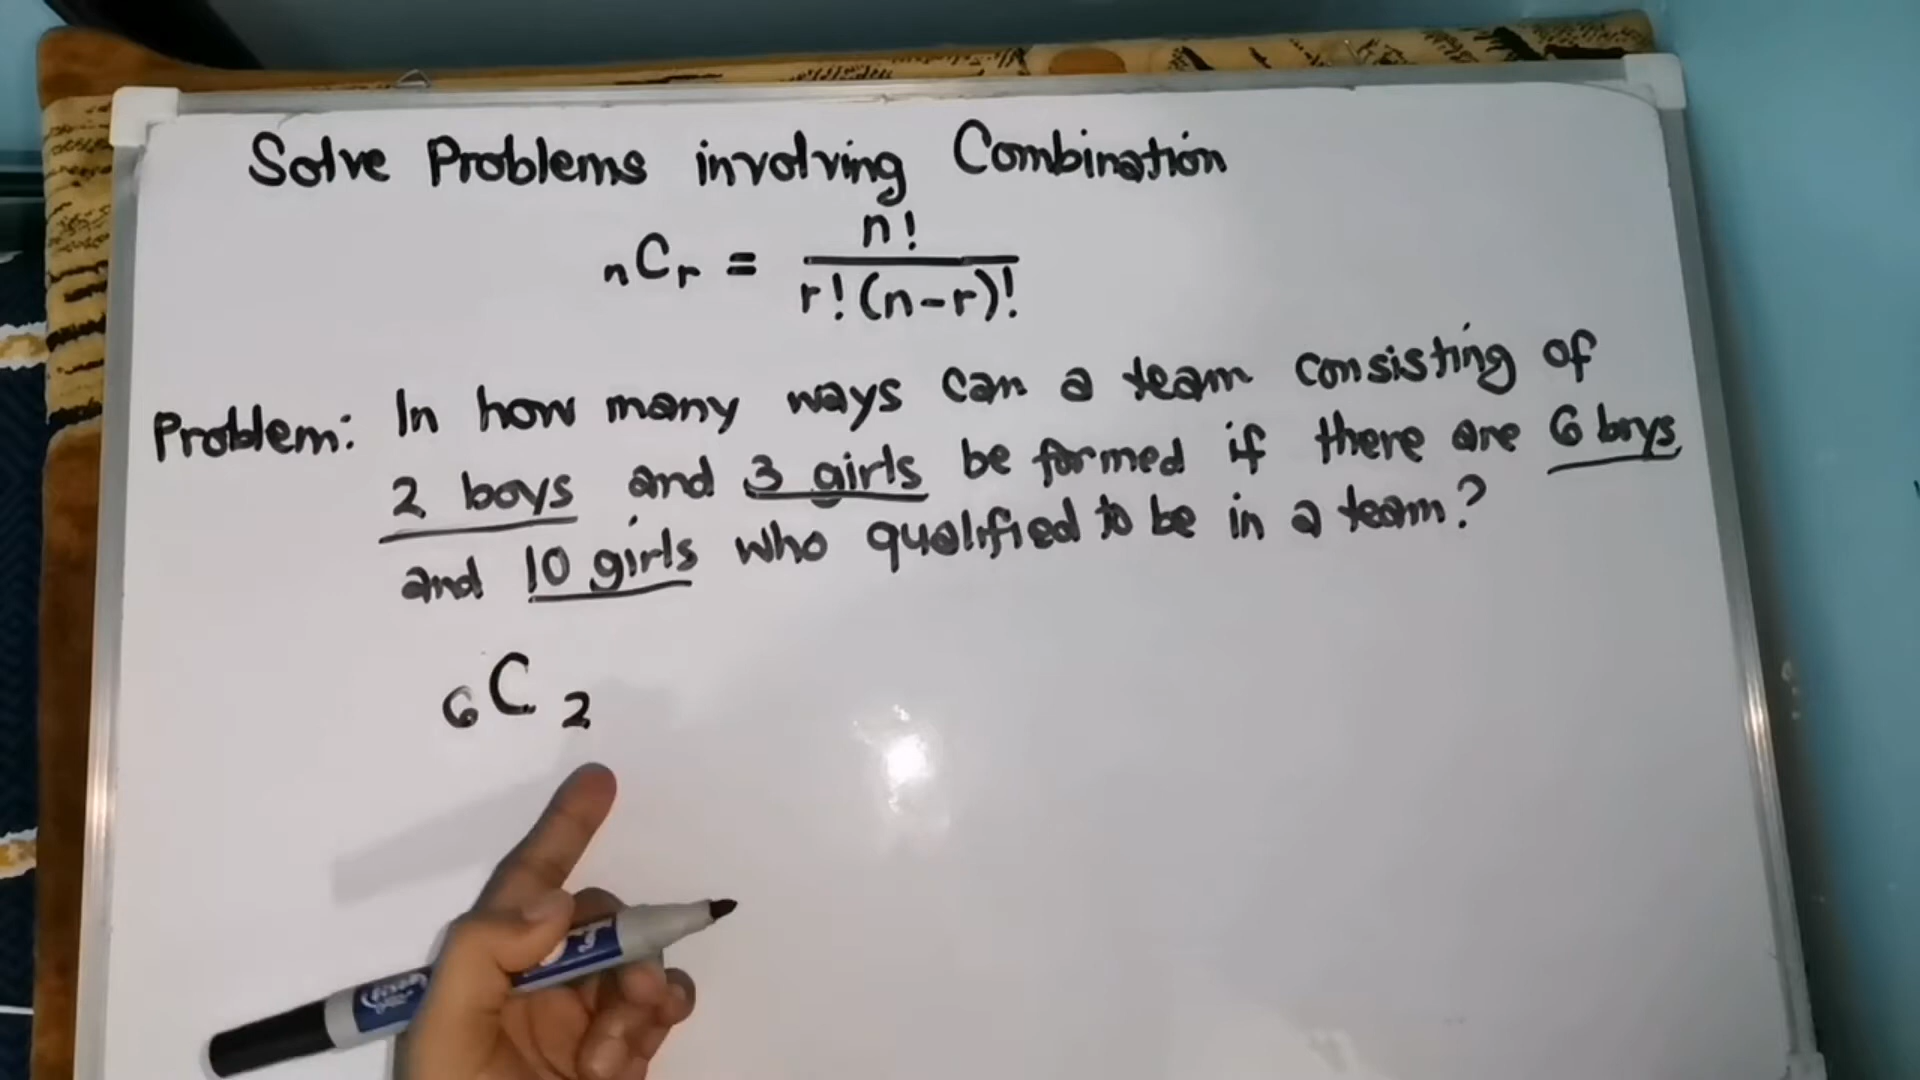 Solve Problems involving Combination
nCr = n! / r!(n-r)!
Problem: In how many ways can a team consisting of
2 boys and 3 girls be formed if there are 6 boys
and 10 girls who qualified to be in a team?
6C2